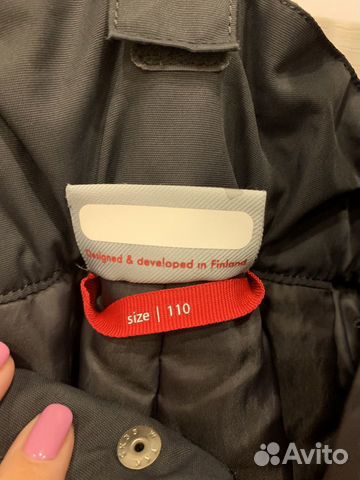 Designed & developed in Finland
size | 110
Avito